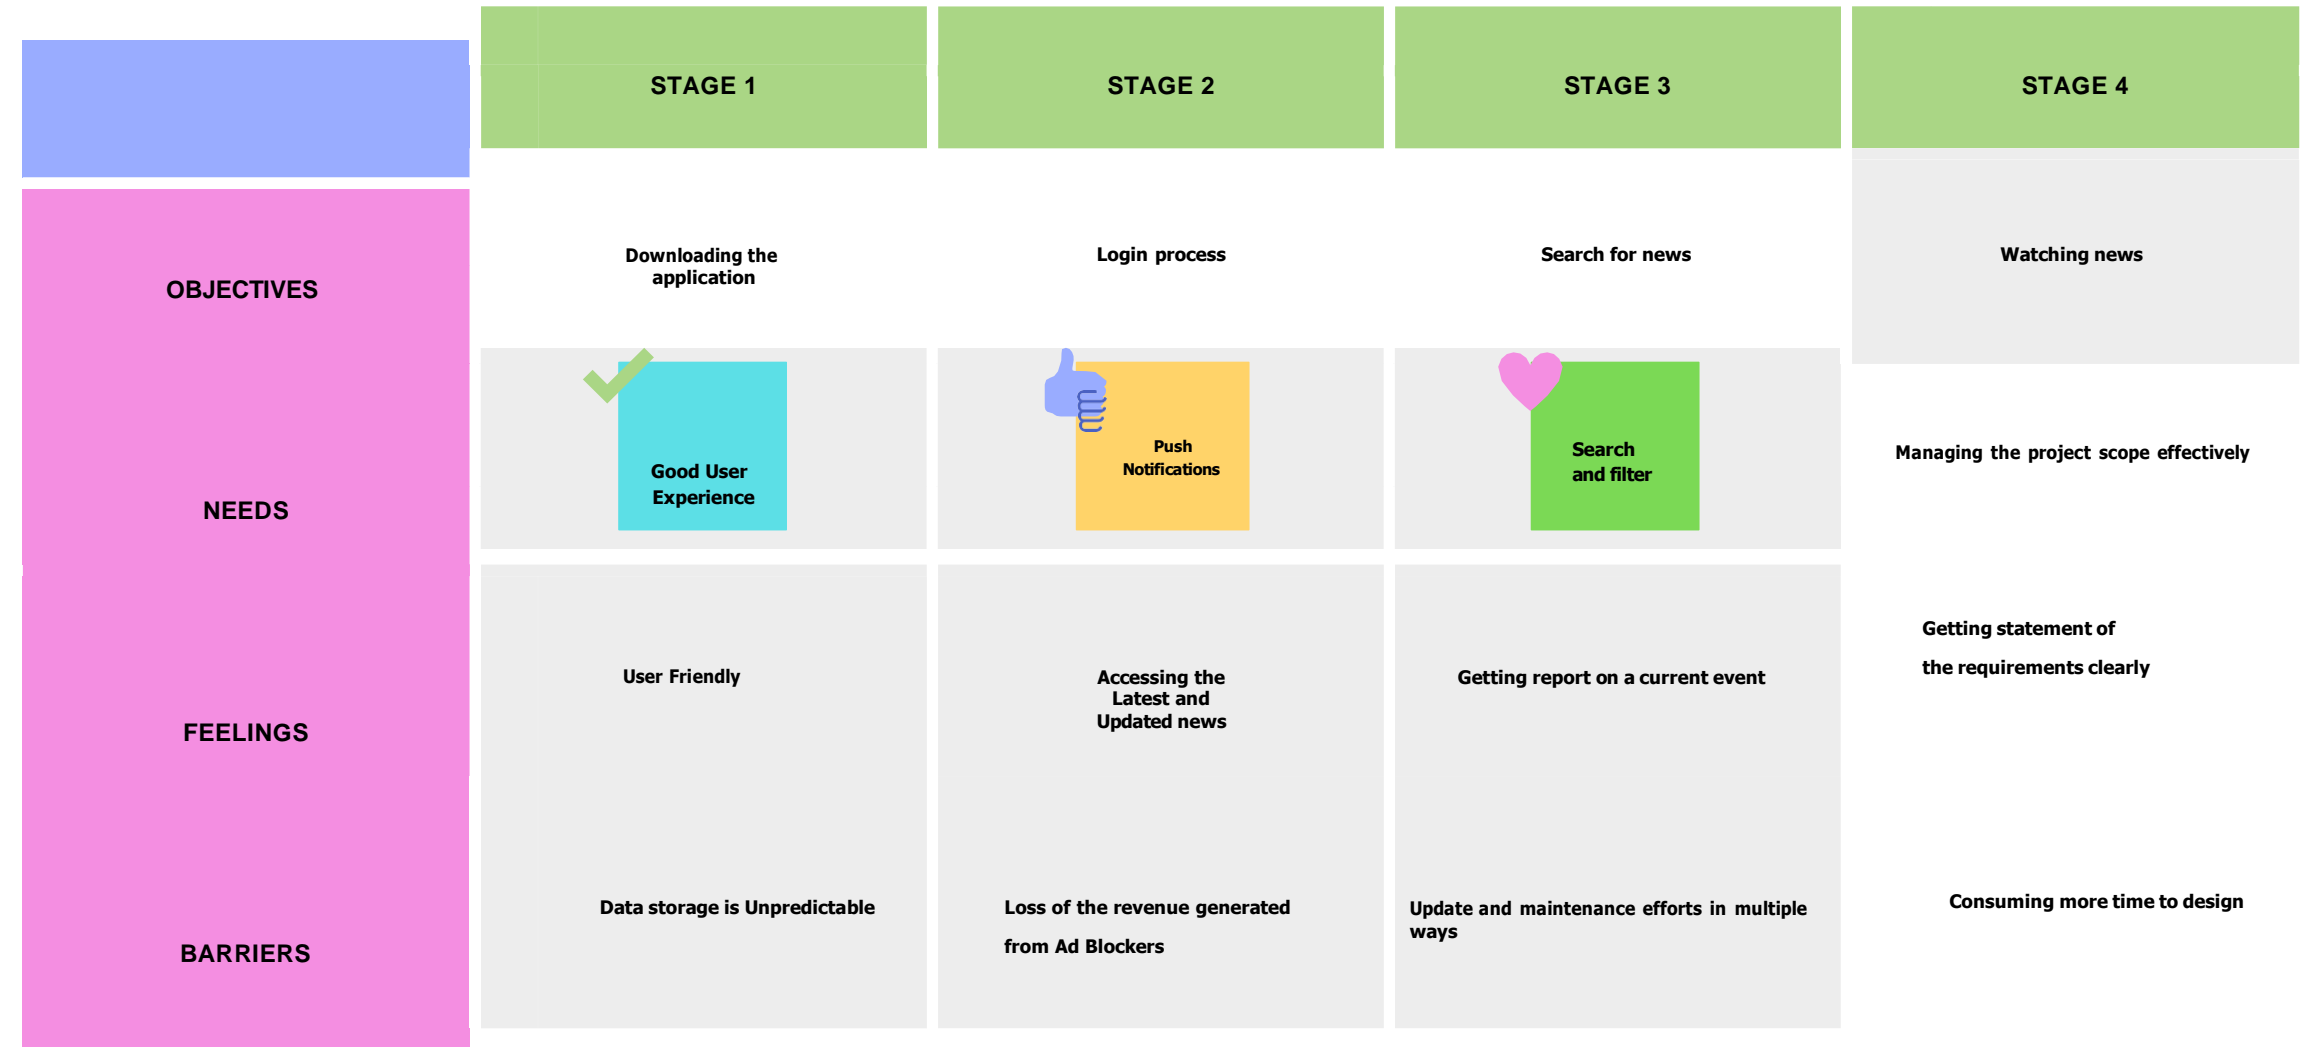 STAGE 1
STAGE 2
STAGE 3
STAGE 4
OBJECTIVES
Downloading the
application
Login process
Search for news
Watching news
NEEDS
Good User
Experience
Push
Notifications
Search
and filter
Managing the project scope effectively
FEELINGS
User Friendly
Accessing the
Latest and
Updated news
Getting report on a current event
Getting statement of
the requirements clearly
BARRIERS
Data storage is Unpredictable
Loss of the revenue generated
from Ad Blockers
Update and maintenance efforts in multiple
ways
Consuming more time to design